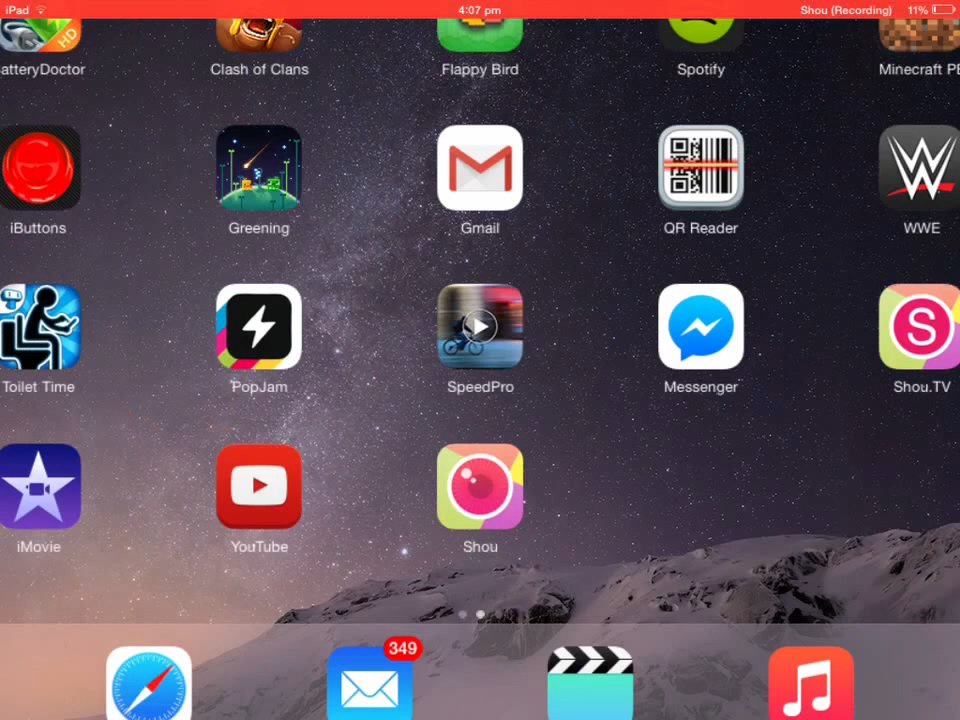 iPad 4:07 pm Shou (Recording) 11%
HD
atteryDoctor Clash of Clans Flappy Bird Spotify Minecraft PE
iButtons Greening Gmail QR Reader WWE
S
Toilet Time PopJam SpeedPro Messenger Shou.TV
iMovie YouTube Shou
349